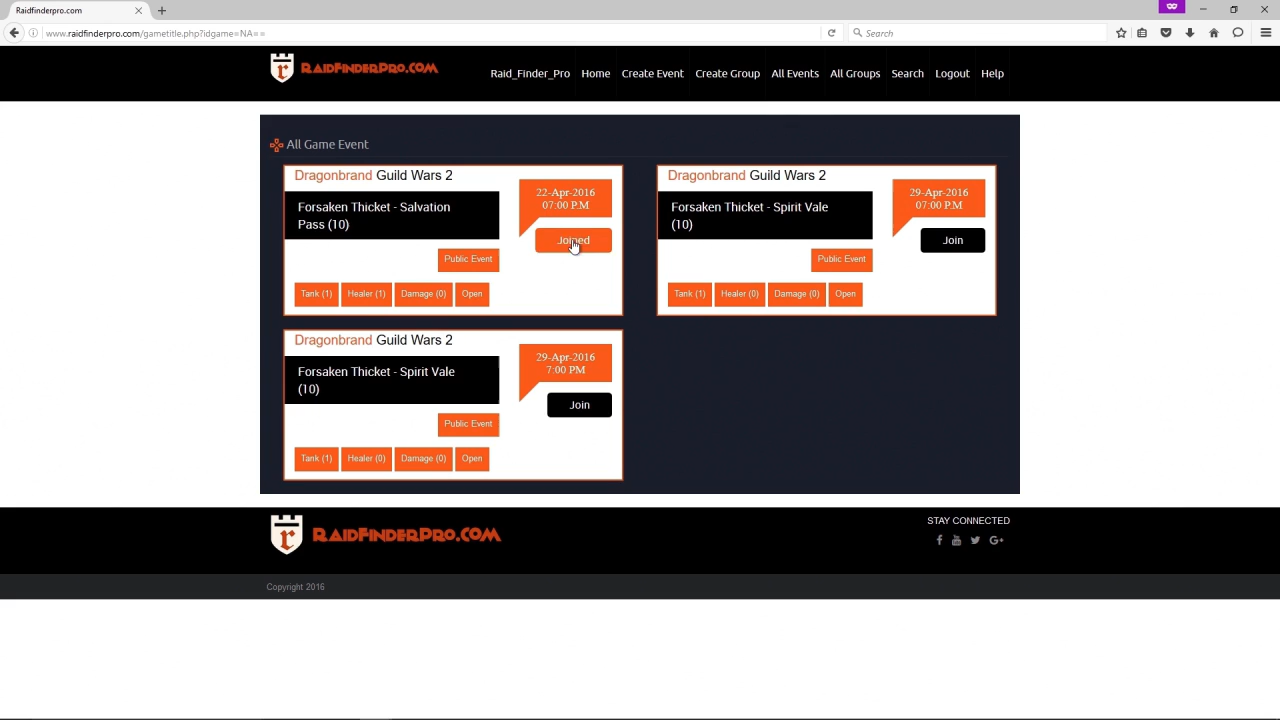 Raidfinderpro.com
www.raidfinderpro.com/gametitle.php?idgame=NA==
Search
RAIDFINDERPRO.COM
Raid_Finder_Pro Home Create Event Create Group All Events All Groups Search Logout Help
All Game Event
Dragonbrand Guild Wars 2
Forsaken Thicket - Salvation
Pass (10)
22-Apr-2016
07:00 P.M
Joined
Public Event
Tank (1) Healer (1) Damage (0) Open
Dragonbrand Guild Wars 2
Forsaken Thicket - Spirit Vale
(10)
29-Apr-2016
07:00 P.M
Join
Public Event
Tank (1) Healer (0) Damage (0) Open
Dragonbrand Guild Wars 2
Forsaken Thicket - Spirit Vale
(10)
29-Apr-2016
7:00 PM
Join
Public Event
Tank (1) Healer (0) Damage (0) Open
RAIDFINDERPRO.COM
STAY CONNECTED
Copyright 2016